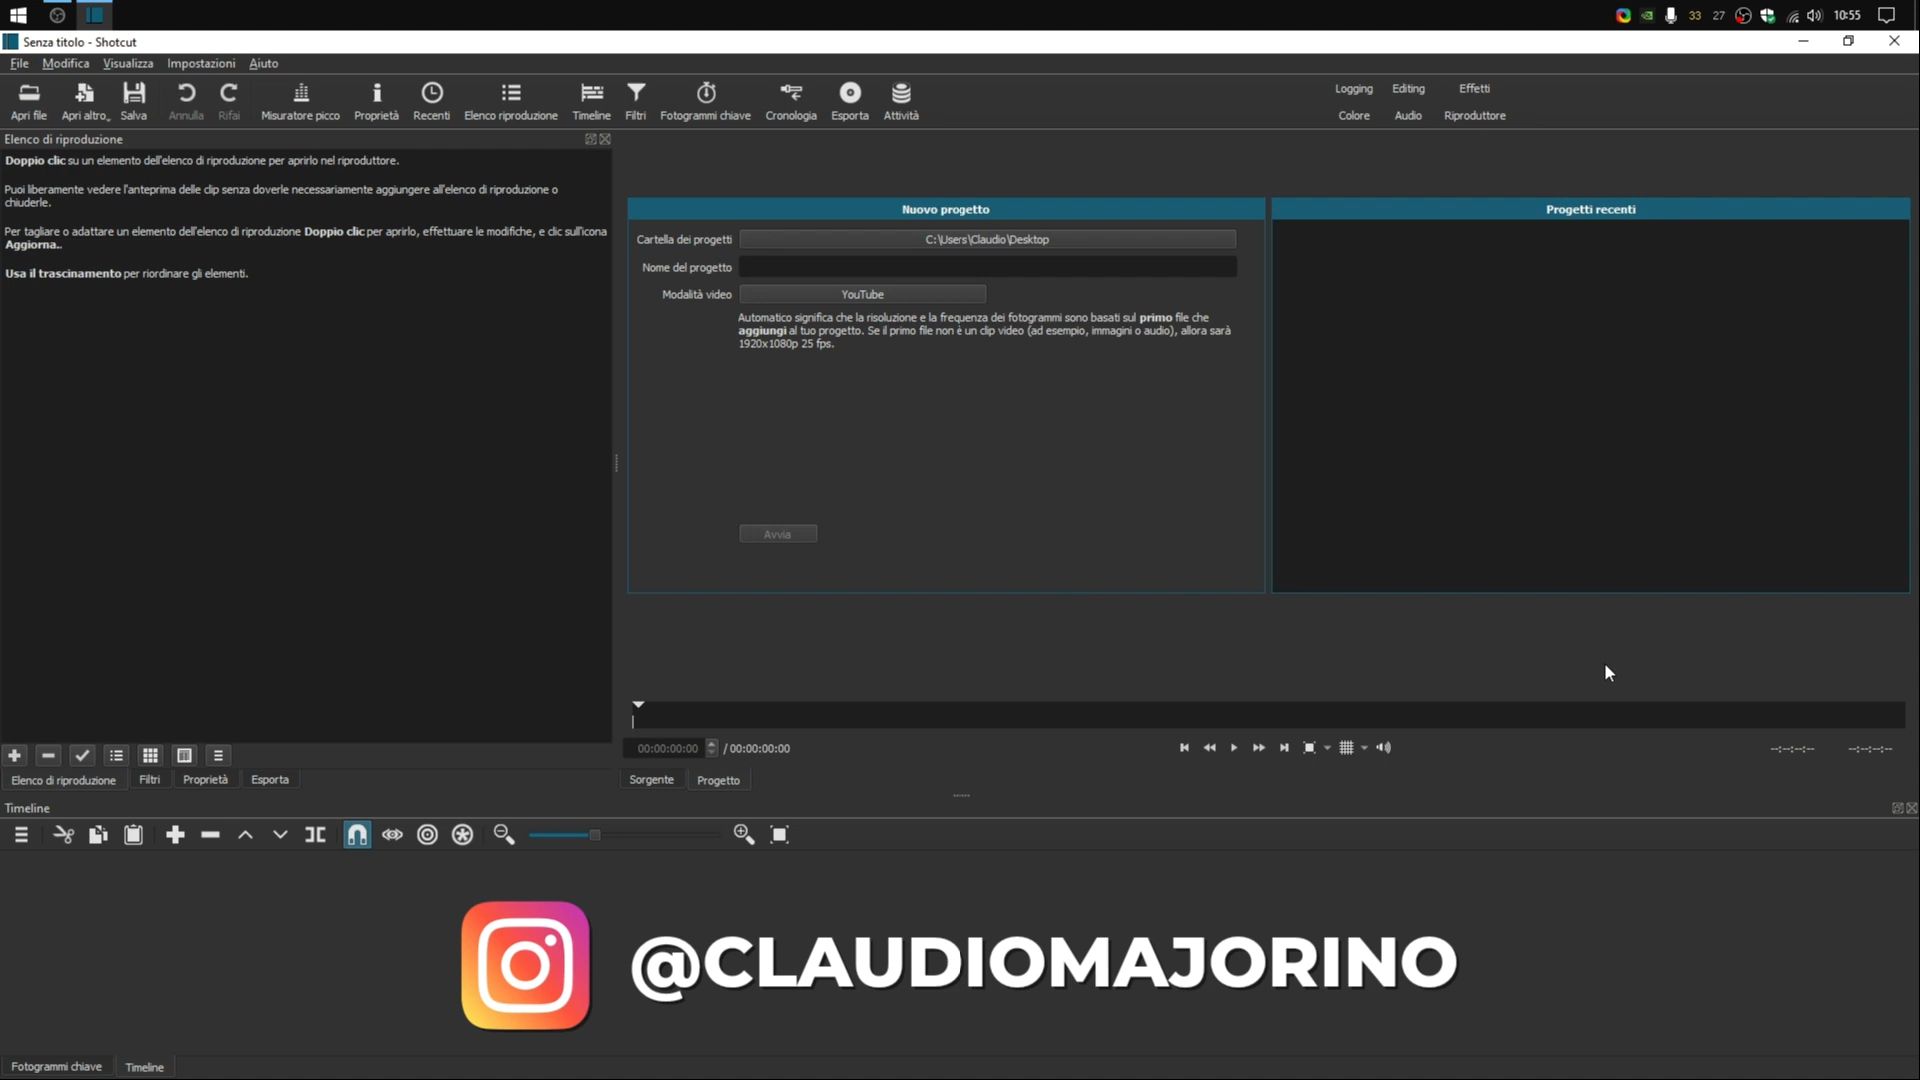 33 27 10:55
Senza titolo - Shotcut
File Modifica Visualizza Impostazioni Aiuto
Apri file Apri altro.. Salva Annulla Rifai Misuratore picco Proprietà Recenti Elenco riproduzione Timeline Filtri Fotogrammi chiave Cronologia Esporta Attività
Logging Editing Effetti
Colore Audio Riproduttore
Elenco di riproduzione
Doppio clic su un elemento dell'elenco di riproduzione per aprirlo nel riproduttore.
Puoi liberamente vedere l'anteprima delle clip senza doverle necessariamente aggiungere all'elenco di riproduzione o
chiuderle.
Per tagliare o adattare un elemento dell'elenco di riproduzione Doppio clic per aprirlo, effettuare le modifiche, e clic sull'icona
Aggiorna..
Usa il trascinamento per riordinare gli elementi.
Nuovo progetto
Cartella dei progetti C:\Users\Claudio\Desktop
Nome del progetto
Modalità video YouTube
Automatico significa che la risoluzione e la frequenza dei fotogrammi sono basati sul primo file che
aggiungi al tuo progetto. Se il primo file non è un clip video (ad esempio, immagini o audio), allora sarà
1920x1080p 25 fps.
Avvia
Progetti recenti
00:00:00:00 / 00:00:00:00 --:--:--:-- --:--:--:--
Elenco di riproduzione Filtri Proprietà Esporta
Sorgente Progetto
Timeline
@CLAUDIOMAJORINO
Fotogrammi chiave Timeline